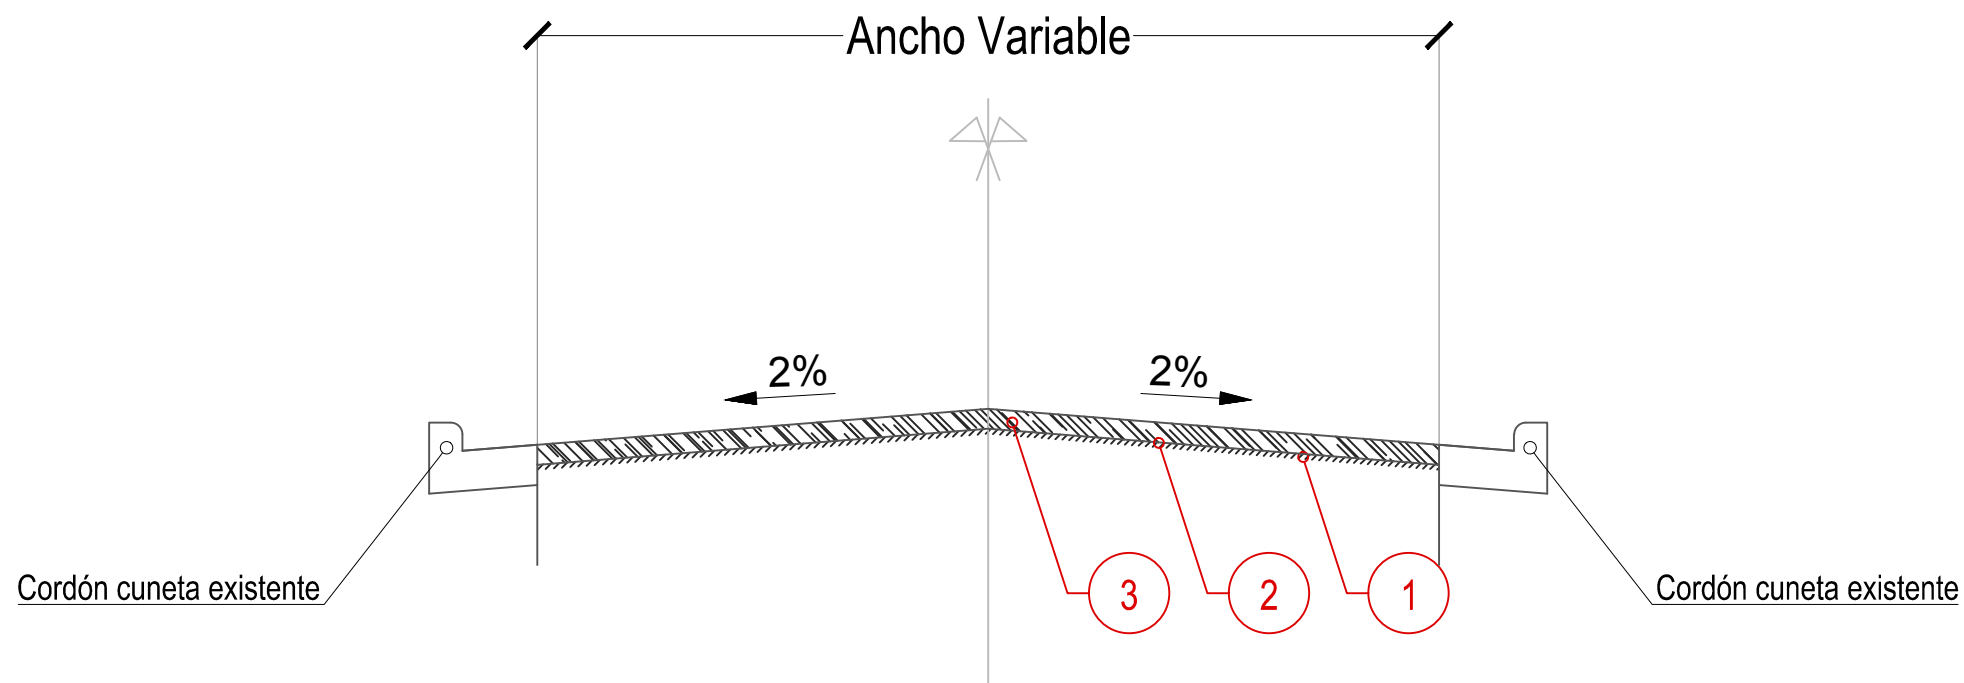 Ancho Variable
2%
2%
Cordón cuneta existente
3
2
1
Cordón cuneta existente